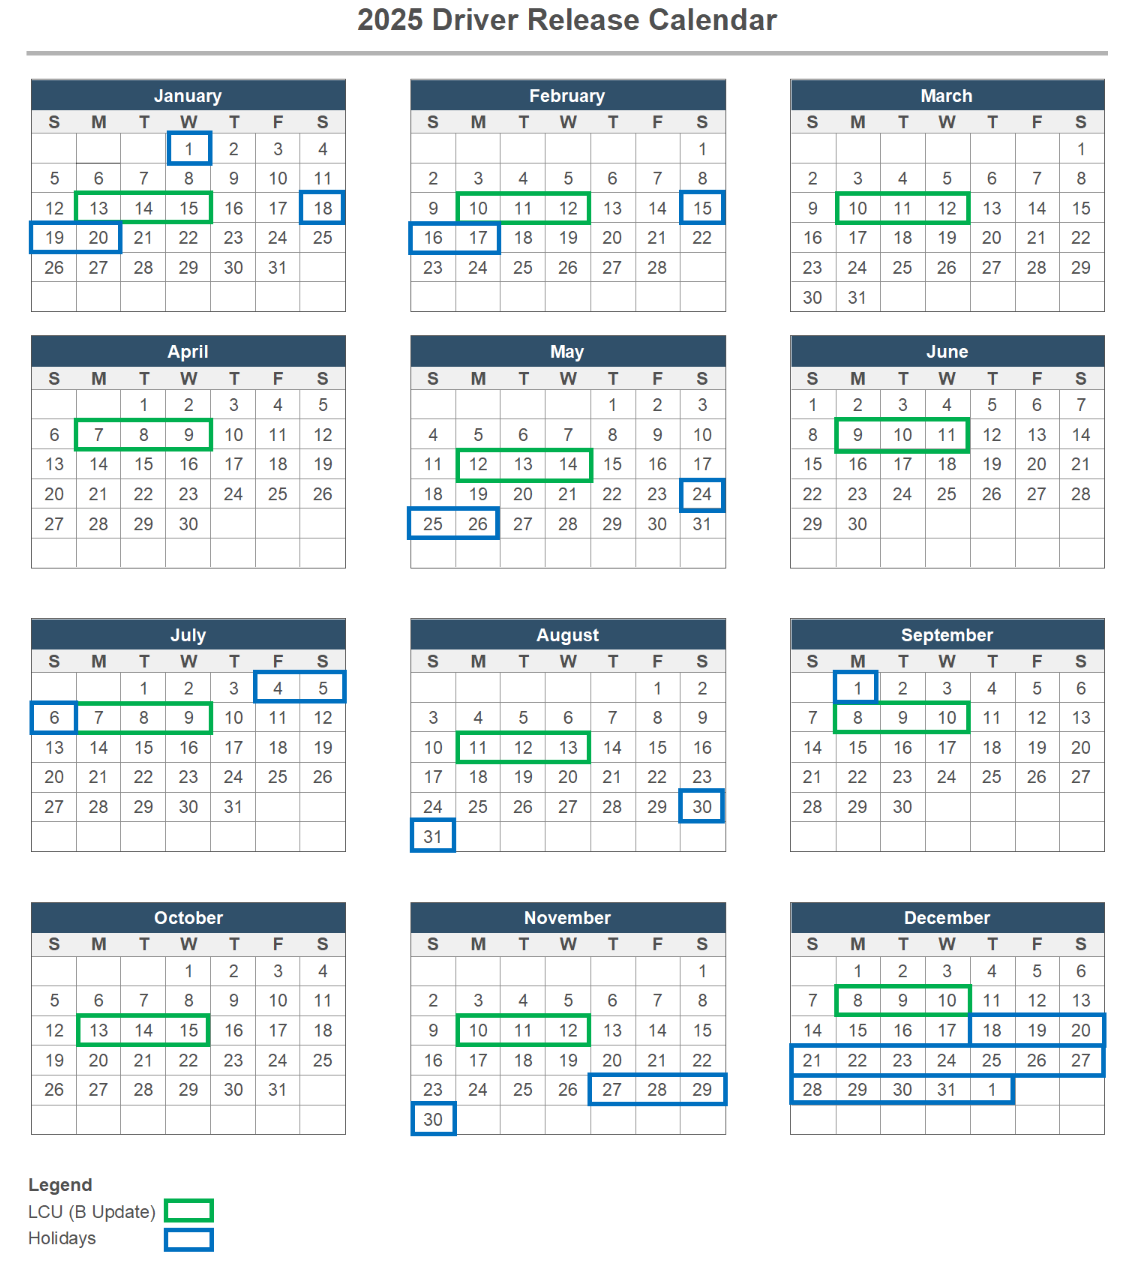 2025 Driver Release Calendar
January
S M T W T F S
1 2 3 4
5 6 7 8 9 10 11
12 13 14 15 16 17 18
19 20 21 22 23 24 25
26 27 28 29 30 31
February
S M T W T F S
1
2 3 4 5 6 7 8
9 10 11 12 13 14 15
16 17 18 19 20 21 22
23 24 25 26 27 28
March
S M T W T F S
1
2 3 4 5 6 7 8
9 10 11 12 13 14 15
16 17 18 19 20 21 22
23 24 25 26 27 28 29
30 31
April
S M T W T F S
1 2 3 4 5
6 7 8 9 10 11 12
13 14 15 16 17 18 19
20 21 22 23 24 25 26
27 28 29 30
May
S M T W T F S
1 2 3
4 5 6 7 8 9 10
11 12 13 14 15 16 17
18 19 20 21 22 23 24
25 26 27 28 29 30 31
June
S M T W T F S
1 2 3 4 5 6 7
8 9 10 11 12 13 14
15 16 17 18 19 20 21
22 23 24 25 26 27 28
29 30
July
S M T W T F S
1 2 3 4 5
6 7 8 9 10 11 12
13 14 15 16 17 18 19
20 21 22 23 24 25 26
27 28 29 30 31
August
S M T W T F S
1 2
3 4 5 6 7 8 9
10 11 12 13 14 15 16
17 18 19 20 21 22 23
24 25 26 27 28 29 30
31
September
S M T W T F S
1 2 3 4 5 6
7 8 9 10 11 12 13
14 15 16 17 18 19 20
21 22 23 24 25 26 27
28 29 30
October
S M T W T F S
1 2 3 4
5 6 7 8 9 10 11
12 13 14 15 16 17 18
19 20 21 22 23 24 25
26 27 28 29 30 31
November
S M T W T F S
1
2 3 4 5 6 7 8
9 10 11 12 13 14 15
16 17 18 19 20 21 22
23 24 25 26 27 28 29
30
December
S M T W T F S
1 2 3 4 5 6
7 8 9 10 11 12 13
14 15 16 17 18 19 20
21 22 23 24 25 26 27
28 29 30 31 1
Legend
LCU (B Update)
Holidays